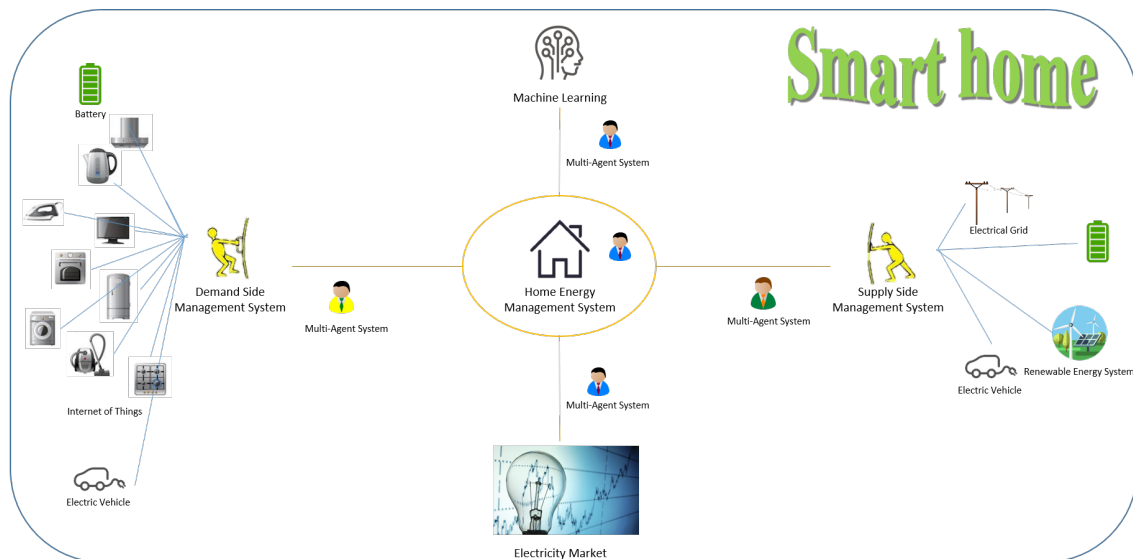 Smart home
Machine Learning
Multi-Agent System
Battery
Internet of Things
Electric Vehicle
Demand Side
Management System
Multi-Agent System
Home Energy
Management System
Multi-Agent System
Electricity Market
Multi-Agent System
Supply Side
Management System
Electrical Grid
Renewable Energy System
Electric Vehicle